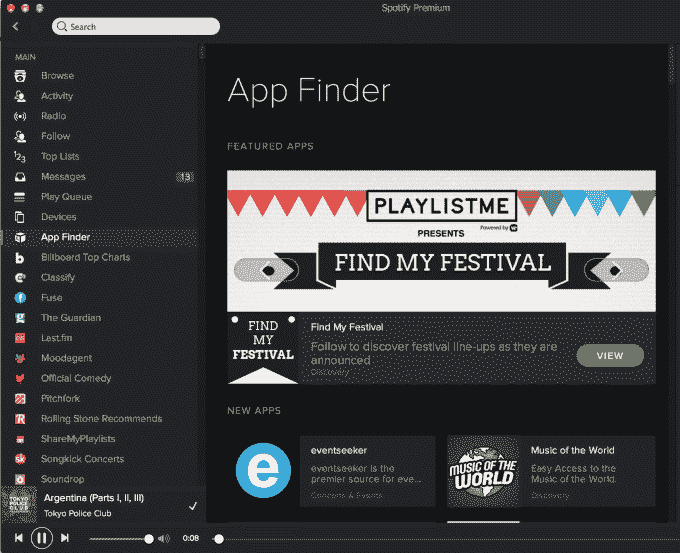 Spotify Premium
Search
MAIN
Browse
Activity
Radio
Follow
Top Lists
Messages 13
Play Queue
Devices
App Finder
Billboard Top Charts
Classify
Fuse
The Guardian
Last.fm
Moodagent
Official Comedy
Pitchfork
Rolling Stone Recommends
ShareMyPlaylists
Songkick Concerts
Soundrop
TOKYO
POLICE
CLUB
Argentina (Parts I, II, III)
Tokyo Police Club
0:08
App Finder
FEATURED APPS
PLAYLISTME
Powered by
PRESENTS
FIND MY FESTIVAL
FIND
MY
FESTIVAL
Find My Festival
Follow to discover festival line-ups as they are
announced
Discovery
VIEW
NEW APPS
e
eventseeker
eventseeker is the
premier source for eve...
Concerts & Events
MUSIC OF
THE
WORLD
Music of the World
Easy Access to the
Music of the World.
Discovery